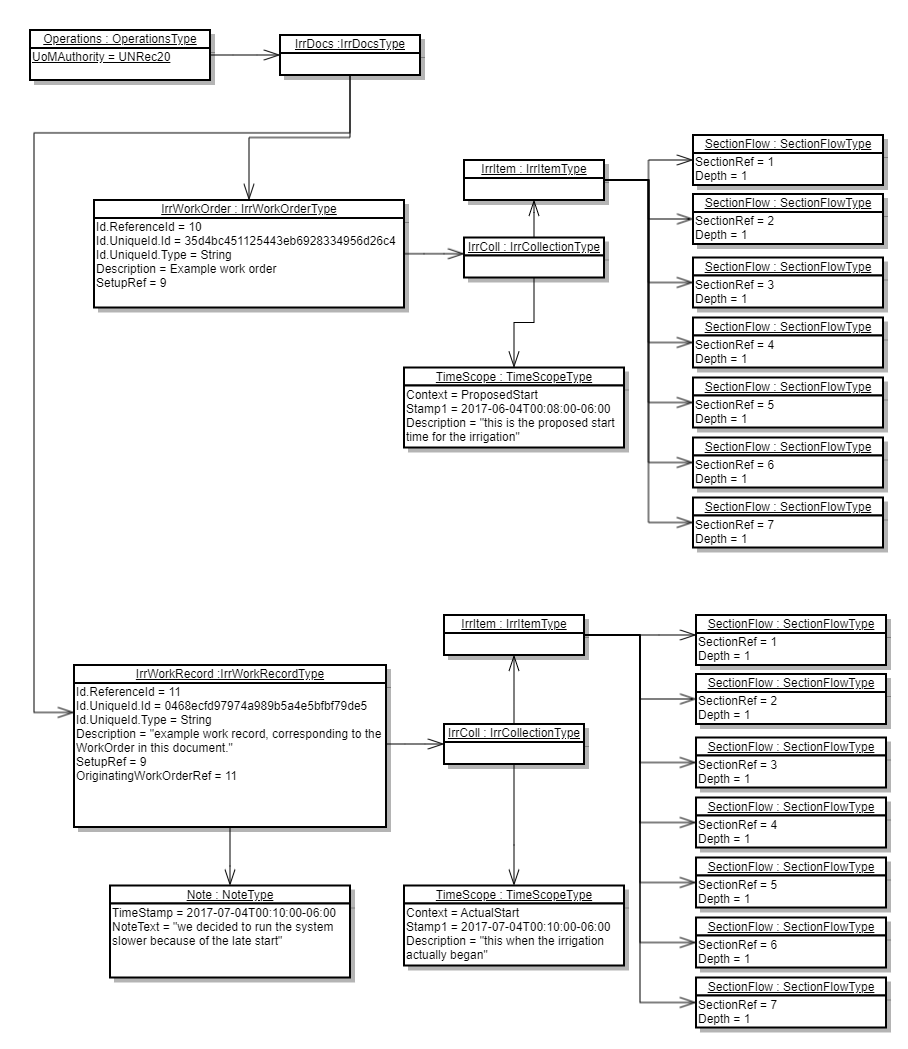 Operations : OperationsType
UoMAuthority = UNRec20
IrrDocs :IrrDocsType
IrrWorkOrder : IrrWorkOrderType
Id.ReferenceId = 10
Id.UniqueId.Id = 35d4bc451125443eb6928334956d26c4
Id.UniqueId.Type = String
Description = Example work order
SetupRef = 9
IrrItem : IrrItemType
IrrColl : IrrCollectionType
TimeScope : TimeScopeType
Context = ProposedStart
Stamp1 = 2017-06-04T00:08:00-06:00
Description = "this is the proposed start
time for the irrigation"
SectionFlow : SectionFlowType
SectionRef = 1
Depth = 1
SectionFlow : SectionFlowType
SectionRef = 2
Depth = 1
SectionFlow : SectionFlowType
SectionRef = 3
Depth = 1
SectionFlow : SectionFlowType
SectionRef = 4
Depth = 1
SectionFlow : SectionFlowType
SectionRef = 5
Depth = 1
SectionFlow : SectionFlowType
SectionRef = 6
Depth = 1
SectionFlow : SectionFlowType
SectionRef = 7
Depth = 1
IrrWorkRecord :IrrWorkRecordType
Id.ReferenceId = 11
Id.UniqueId.Id = 0468ecfd97974a989b5a4e5bfbf79de5
Id.UniqueId.Type = String
Description = "example work record, corresponding to the
WorkOrder in this document."
SetupRef = 9
OriginatingWorkOrderRef = 11
Note : NoteType
TimeStamp = 2017-07-04T00:10:00-06:00
NoteText = "we decided to run the system
slower because of the late start"
IrrItem : IrrItemType
IrrColl : IrrCollectionType
TimeScope : TimeScopeType
Context = ActualStart
Stamp1 = 2017-07-04T00:10:00-06:00
Description = "this when the irrigation
actually began"
SectionFlow : SectionFlowType
SectionRef = 1
Depth = 1
SectionFlow : SectionFlowType
SectionRef = 2
Depth = 1
SectionFlow : SectionFlowType
SectionRef = 3
Depth = 1
SectionFlow : SectionFlowType
SectionRef = 4
Depth = 1
SectionFlow : SectionFlowType
SectionRef = 5
Depth = 1
SectionFlow : SectionFlowType
SectionRef = 6
Depth = 1
SectionFlow : SectionFlowType
SectionRef = 7
Depth = 1